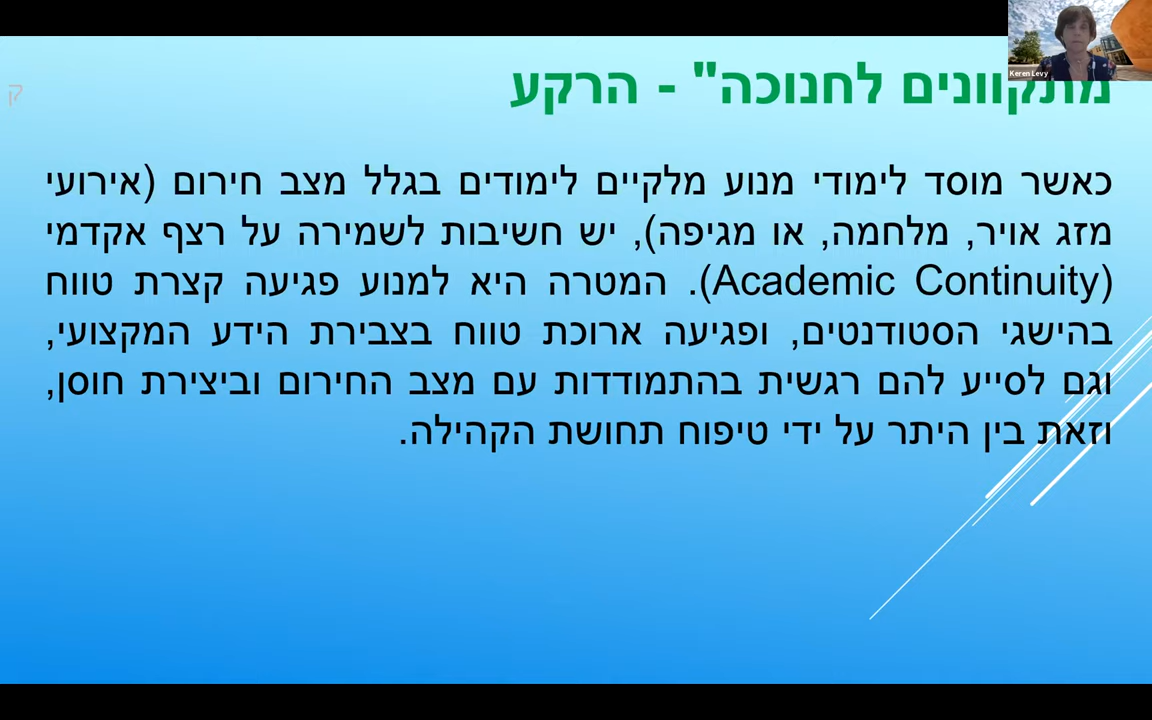 מתקוונים לחנוכה" - הרקע
Keren Levy
ק
כאשר מוסד לימודי מנוע מלקיים לימודים בגלל מצב חירום (אירועי
מזג אויר, מלחמה, או מגיפה), יש חשיבות לשמירה על רצף אקדמי
(Academic Continuity). המטרה היא למנוע פגיעה קצרת טווח
בהישגי הסטודנטים, ופגיעה ארוכת טווח בצבירת הידע המקצועי,
וגם לסייע להם רגשית בהתמודדות עם מצב החירום וביצירת חוסן,
וזאת בין היתר על ידי טיפוח תחושת הקהילה.